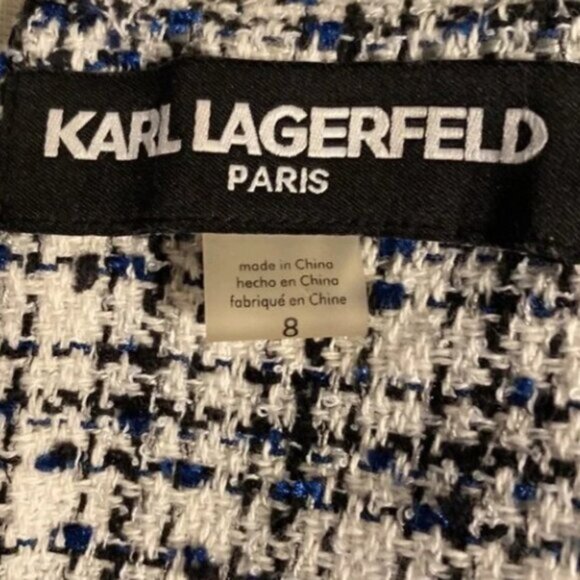 KARL LAGERFELD
PARIS
made in China
hecho en China
fabriqué en Chine
8